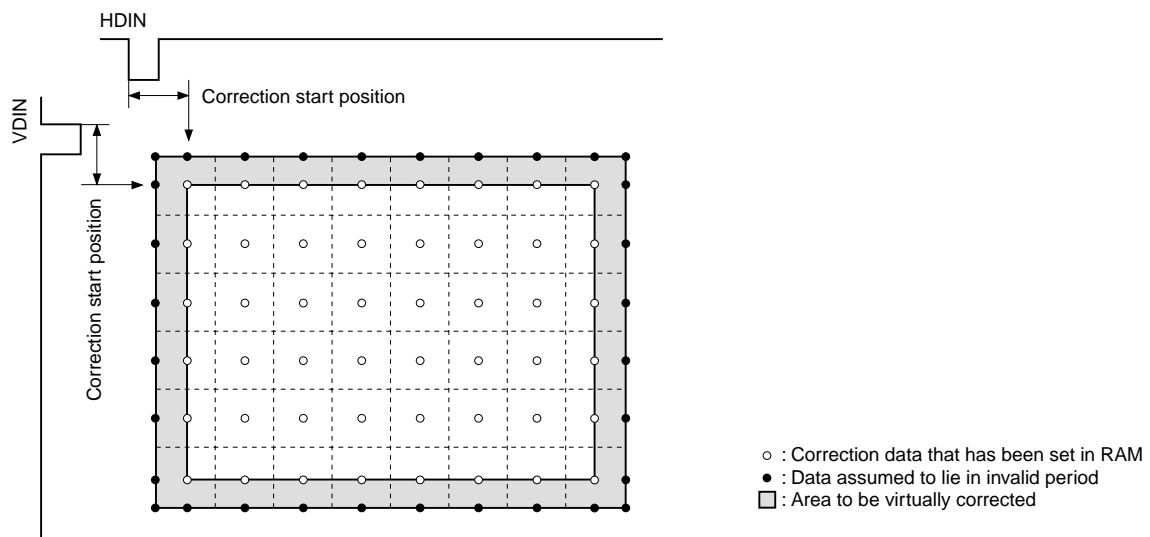 HDIN
Correction start position
VDIN
Correction start position
○ : Correction data that has been set in RAM
● : Data assumed to lie in invalid period
: Area to be virtually corrected